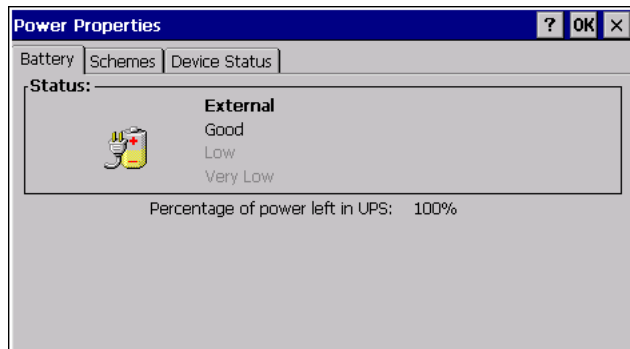 Power Properties ? OK ×
Battery Schemes Device Status
Status:
External
Good
Low
Very Low
Percentage of power left in UPS: 100%